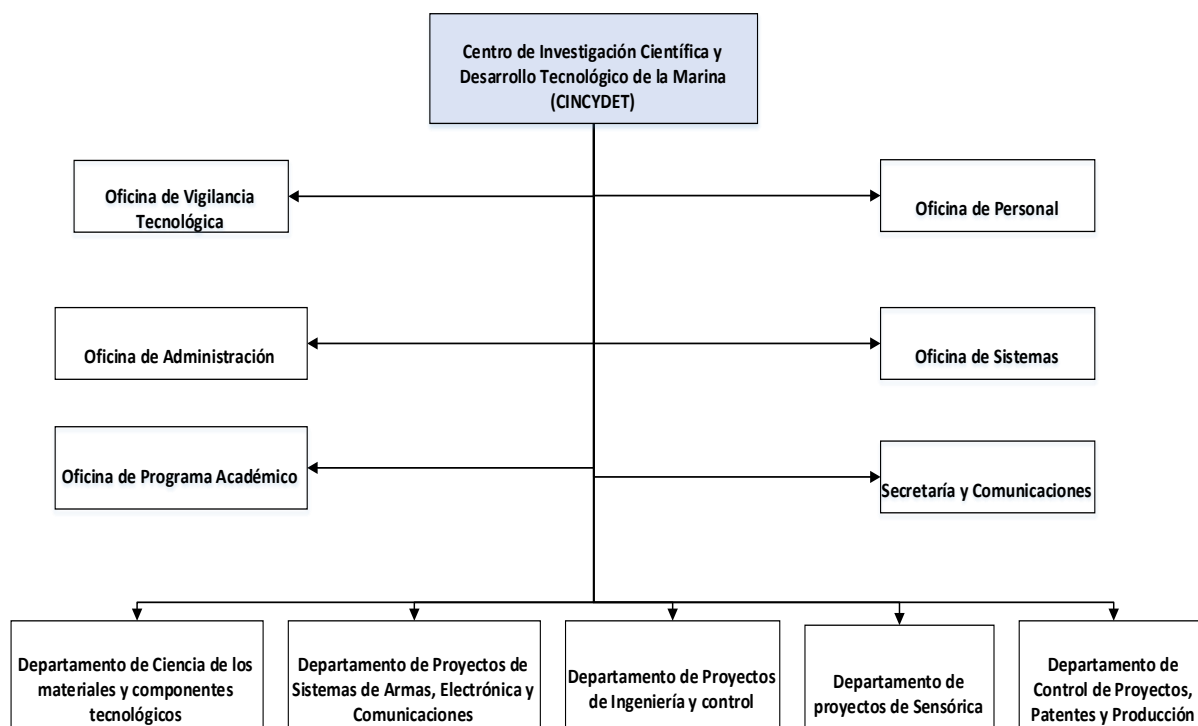 Centro de Investigación Científica y
Desarrollo Tecnológico de la Marina
(CINCYDET)
Oficina de Vigilancia
Tecnológica
Oficina de Personal
Oficina de Administración
Oficina de Sistemas
Oficina de Programa Académico
Secretaría y Comunicaciones
Departamento de Ciencia de los
materiales y componentes
tecnológicos
Departamento de Proyectos de
Sistemas de Armas, Electrónica y
Comunicaciones
Departamento de Proyectos
de Ingeniería y control
Departamento de
proyectos de Sensórica
Departamento de
Control de Proyectos,
Patentes y Producción